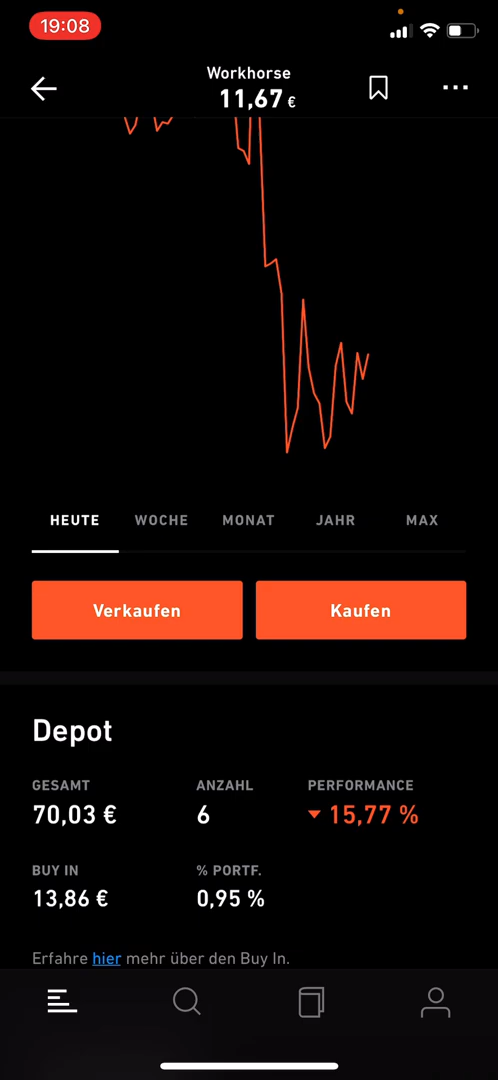 19:08
Workhorse
11,67 €
HEUTE WOCHE MONAT JAHR MAX
Verkaufen Kaufen
Depot
GESAMT ANZAHL PERFORMANCE
70,03 € 6 15,77 %
BUY IN % PORTF.
13,86 € 0,95 %
Erfahre hier mehr über den Buy In.